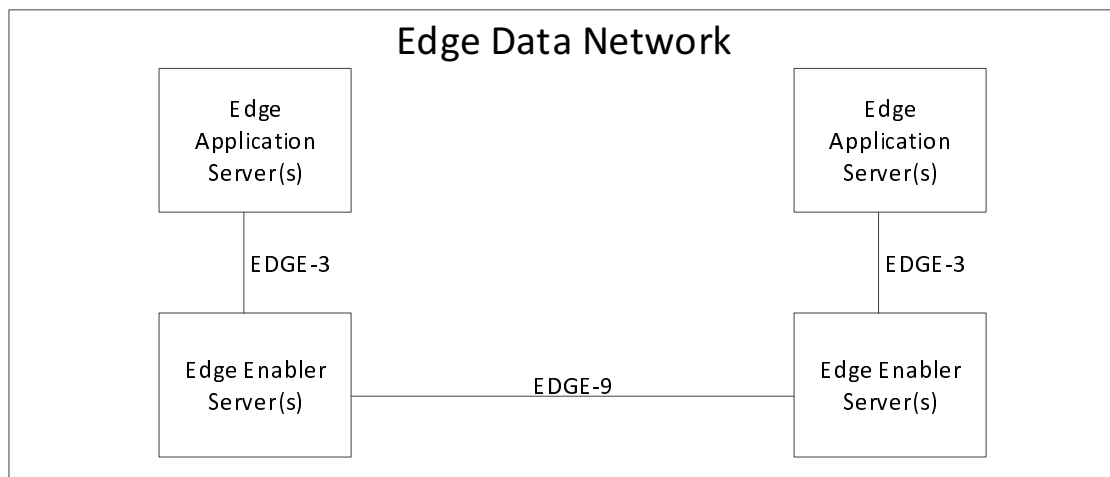 Edge Data Network
Edge
Application
Server(s)
Edge
Application
Server(s)
EDGE-3
EDGE-3
Edge Enabler
Server(s)
EDGE-9
Edge Enabler
Server(s)